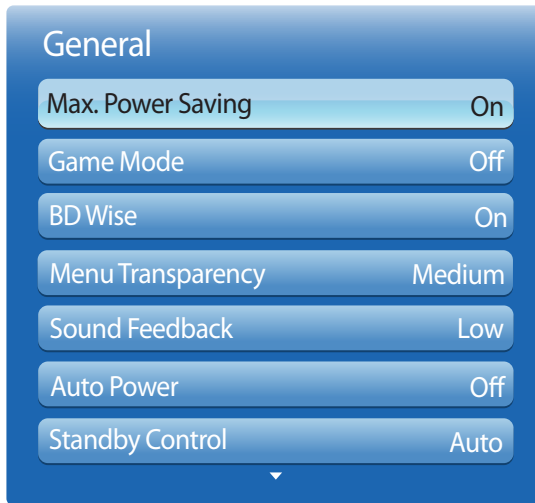 General
Max. Power Saving On
Game Mode Off
BD Wise On
Menu Transparency Medium
Sound Feedback Low
Auto Power Off
Standby Control Auto